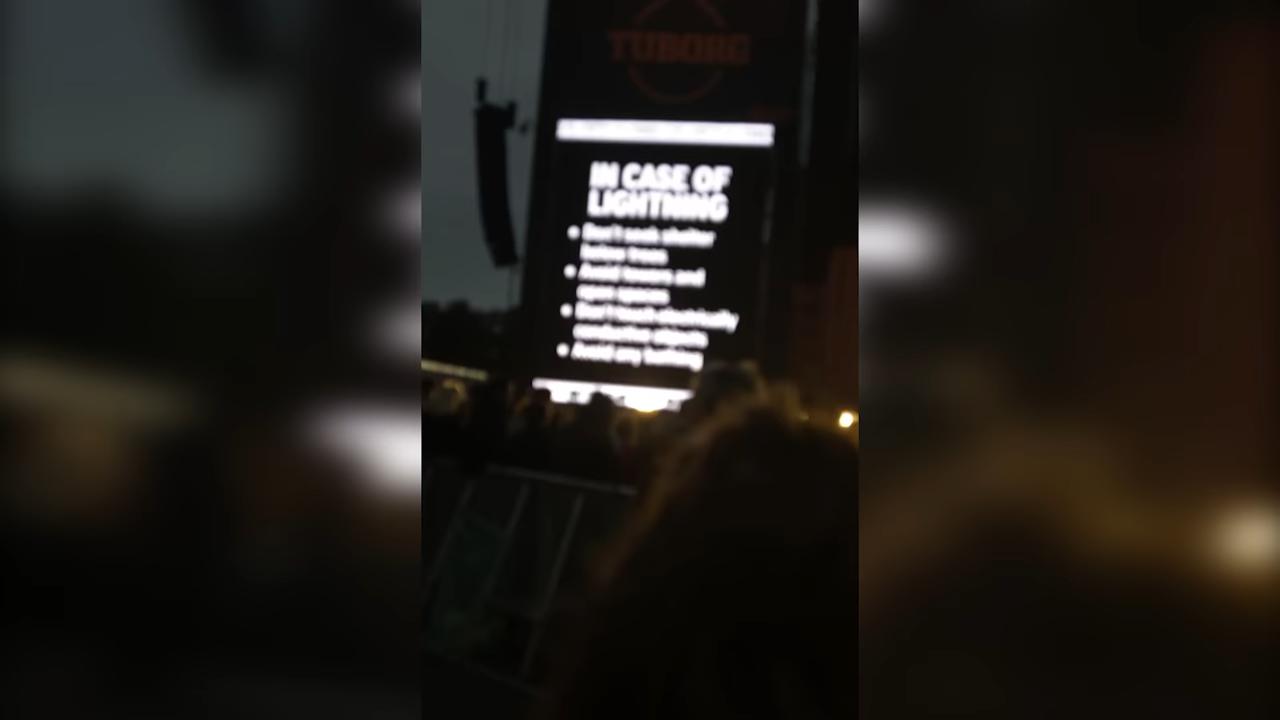 TUBORG
IN CASE OF
LIGHTNING
• Don't seek shelter
below trees
• Avoid towers and
open spaces
• Don't touch electrically
conductive objects
• Avoid any bathing